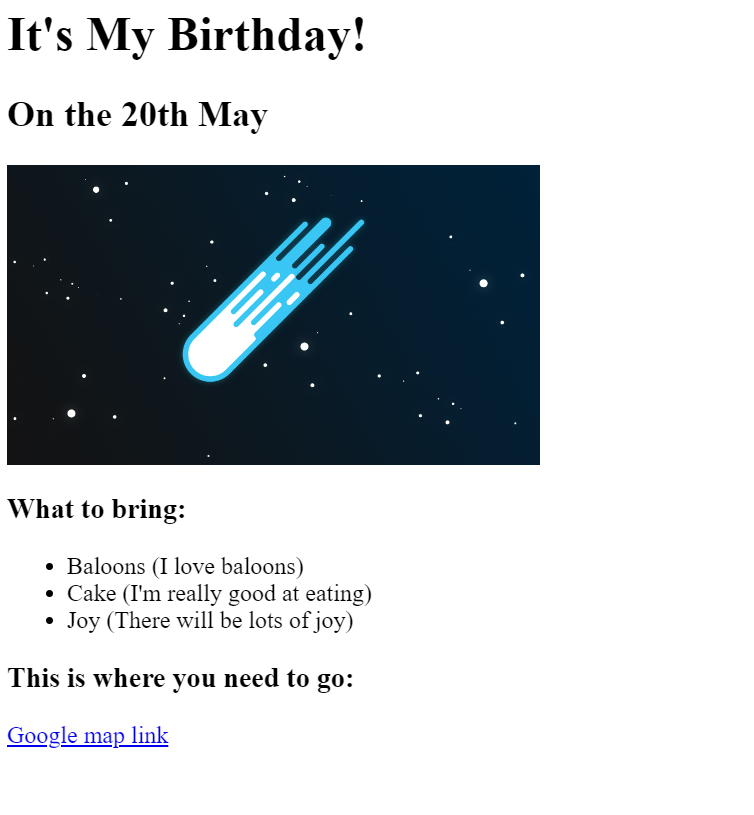 It's My Birthday!
On the 20th May
What to bring:
Baloons (I love baloons)
Cake (I'm really good at eating)
Joy (There will be lots of joy)
This is where you need to go:
Google map link